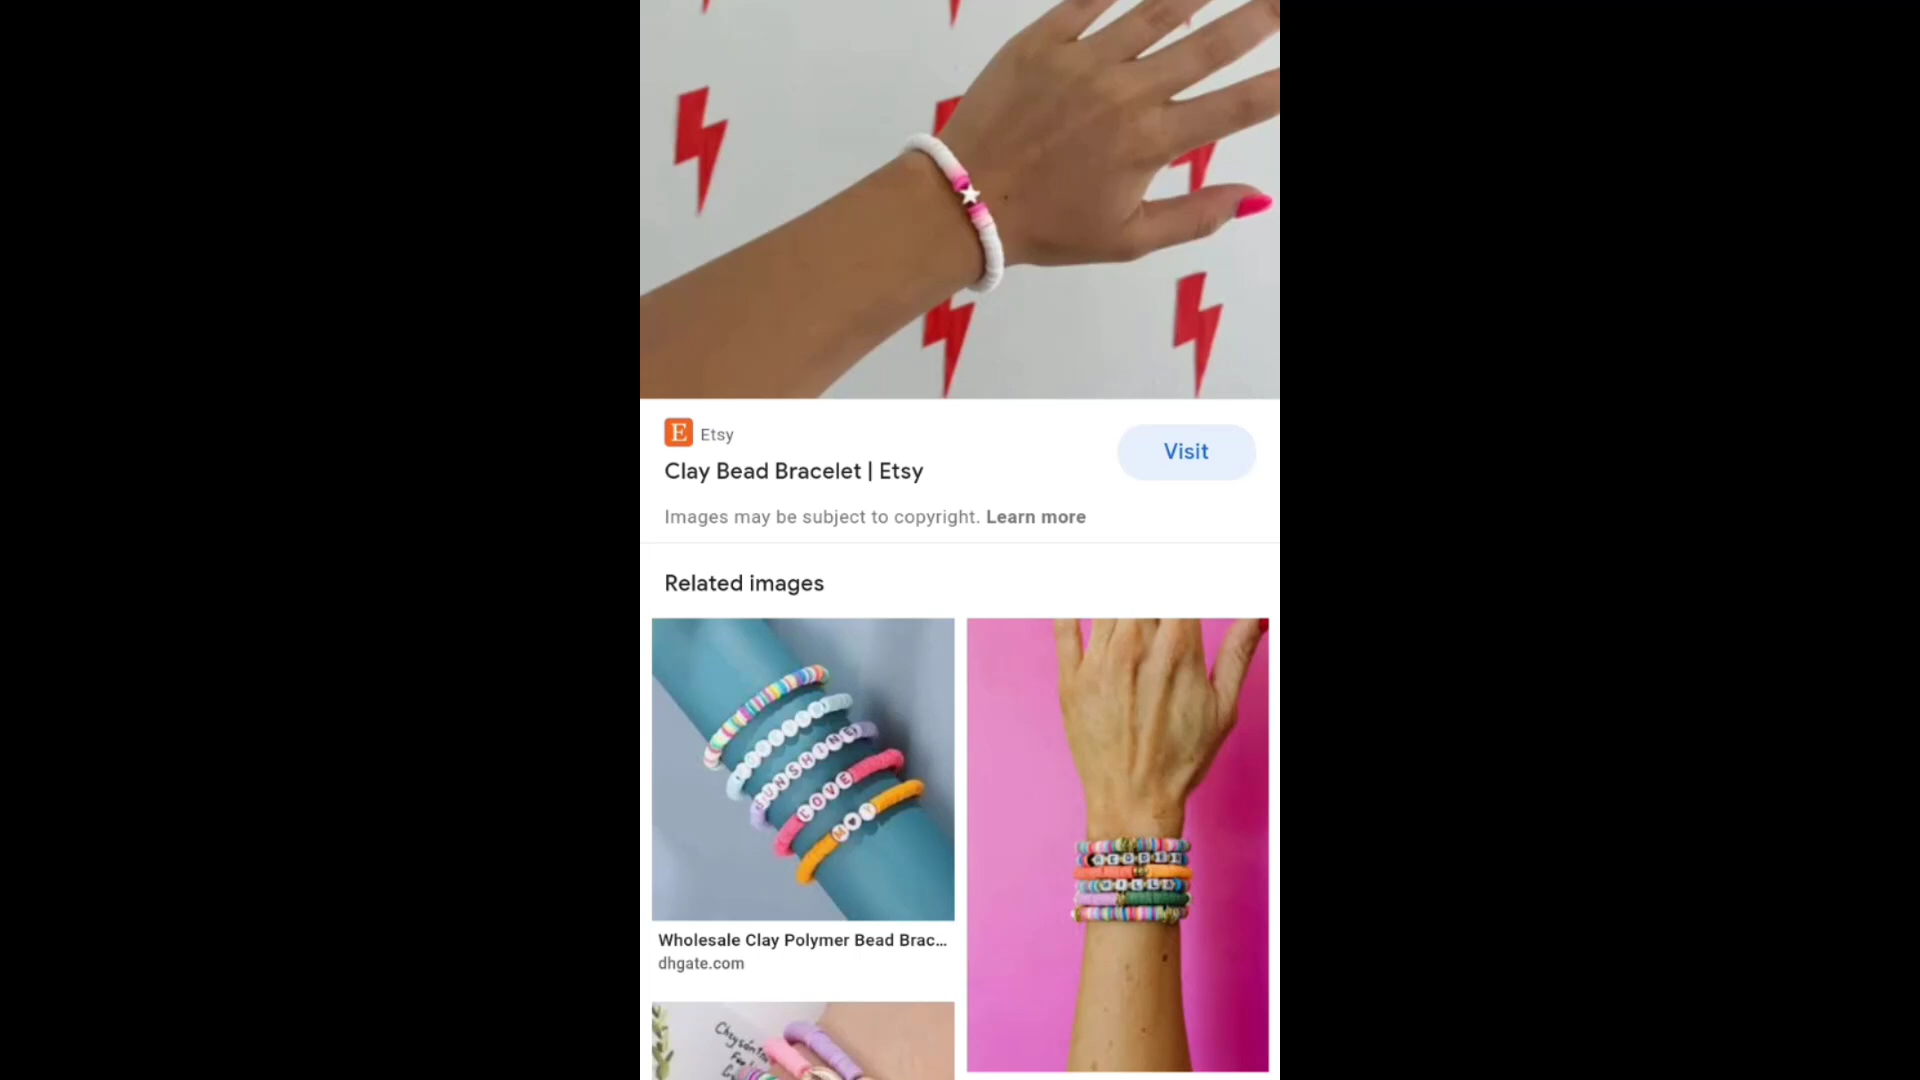 E Etsy
Clay Bead Bracelet | Etsy
Visit
Images may be subject to copyright. Learn more
Related images
SUNSHINE
LOVE
M Y
Wholesale Clay Polymer Bead Brac...
dhgate.com